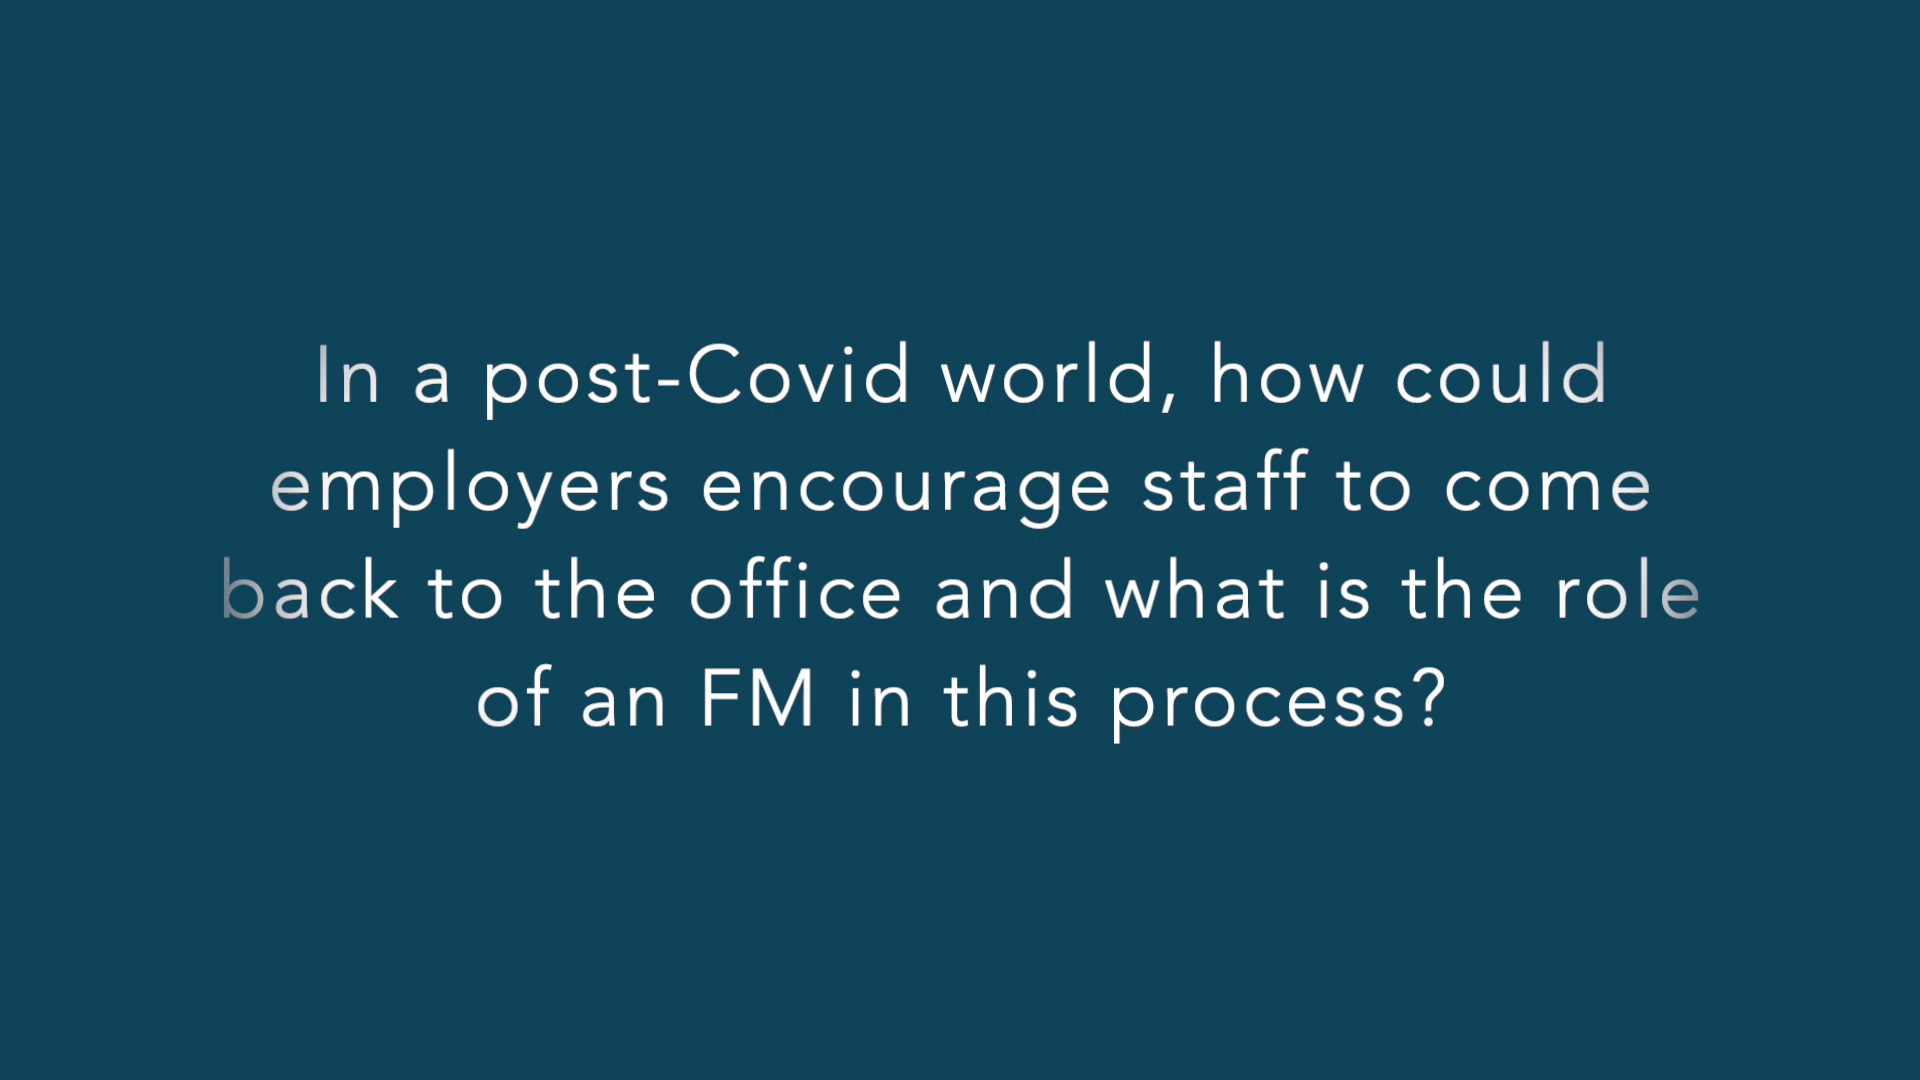 In a post-Covid world, how could
employers encourage staff to come
back to the office and what is the role
of an FM in this process?